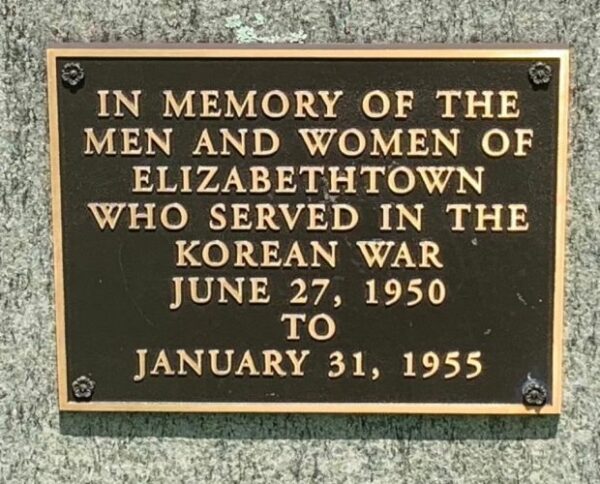 IN MEMORY OF THE
MEN AND WOMEN OF
ELIZABETHTOWN
WHO SERVED IN THE
KOREAN WAR
JUNE 27, 1950
TO
JANUARY 31, 1955